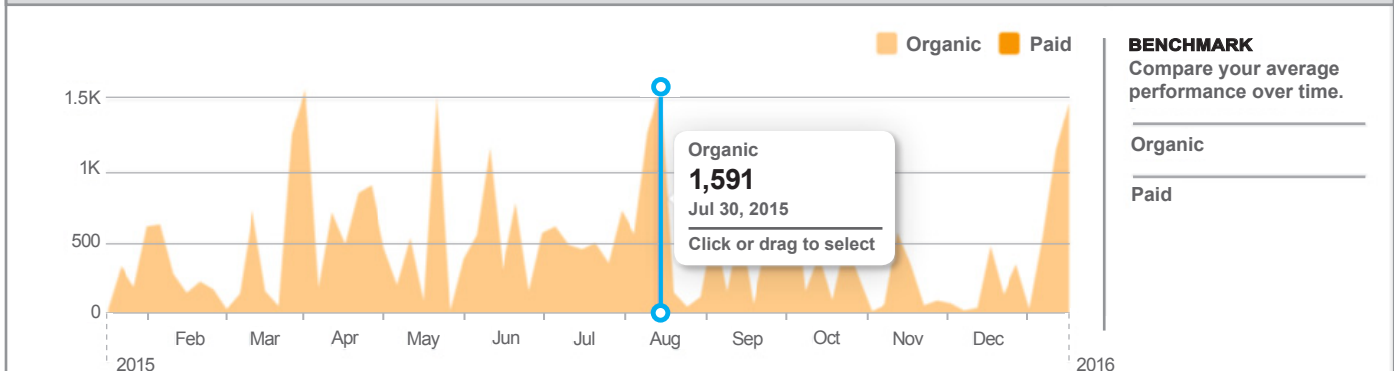 Organic Paid
1.5K
1K
500
0
Organic
1,591
Jul 30, 2015
Click or drag to select
Feb Mar Apr May Jun Jul Aug Sep Oct Nov Dec
2015 2016
BENCHMARK
Compare your average
performance over time.
Organic
Paid